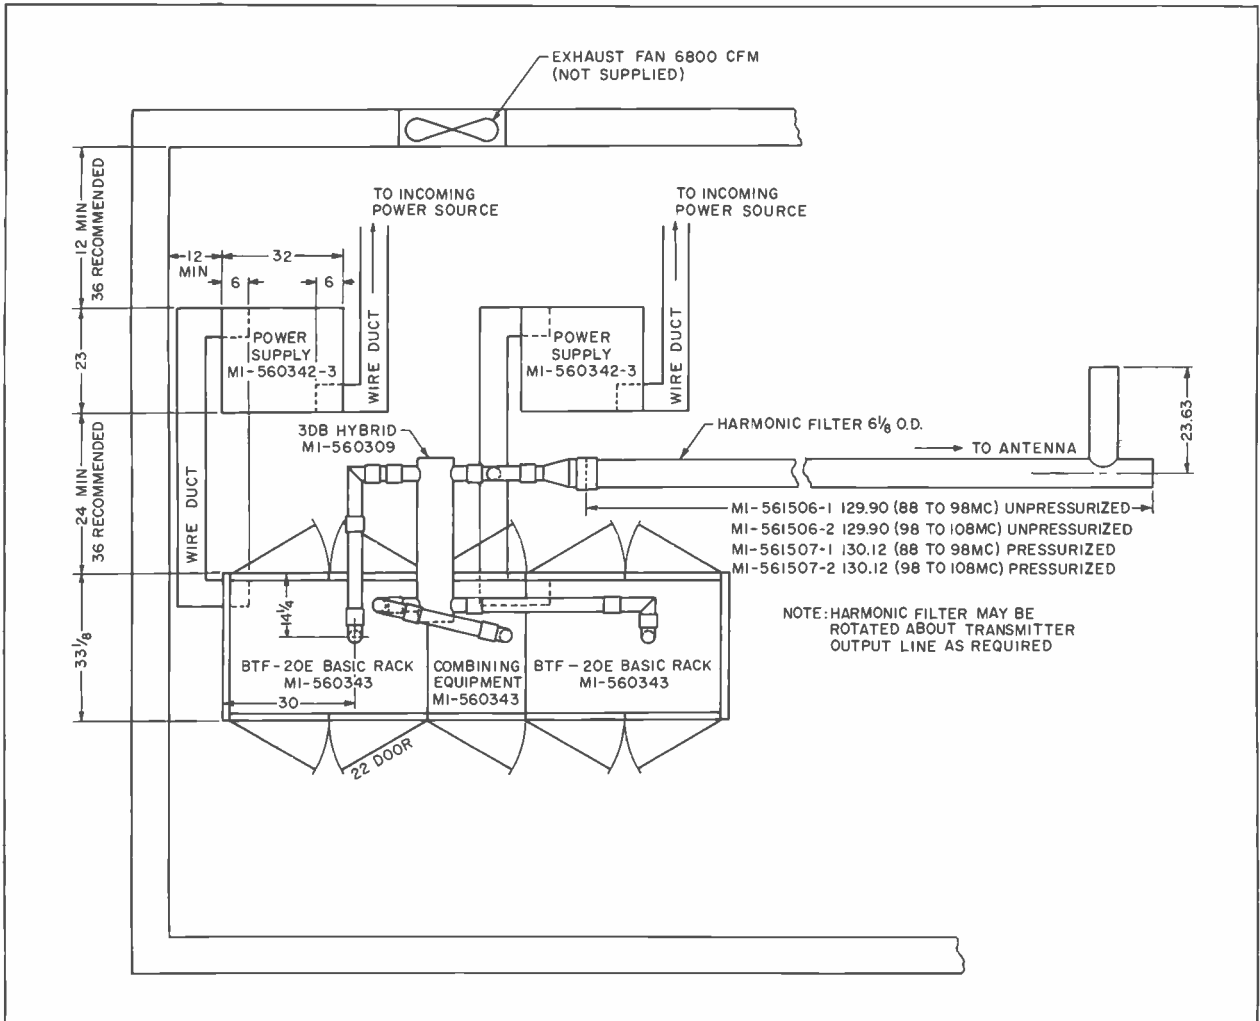 EXHAUST FAN 6800 CFM
(NOT SUPPLIED)
12 MIN
36 RECOMMENDED
TO INCOMING
POWER SOURCE
TO INCOMING
POWER SOURCE
12
MIN
32
6
6
23
POWER
SUPPLY
MI-560342-3
WIRE DUCT
POWER
SUPPLY
MI-560342-3
WIRE DUCT
3DB HYBRID
MI-560309
HARMONIC FILTER 6 1/8 O.D.
TO ANTENNA
23.63
24 MIN
36 RECOMMENDED
WIRE DUCT
MI-561506-1 129.90 (88 TO 98MC) UNPRESSURIZED
MI-561506-2 129.90 (98 TO 108MC) UNPRESSURIZED
MI-561507-1 130.12 (88 TO 98MC) PRESSURIZED
MI-561507-2 130.12 (98 TO 108MC) PRESSURIZED
NOTE: HARMONIC FILTER MAY BE
ROTATED ABOUT TRANSMITTER
OUTPUT LINE AS REQUIRED
33 1/8
14 1/4
BTF-20E BASIC RACK
MI-560343
COMBINING
EQUIPMENT
MI-560343
BTF-20E BASIC RACK
MI-560343
30
22 DOOR